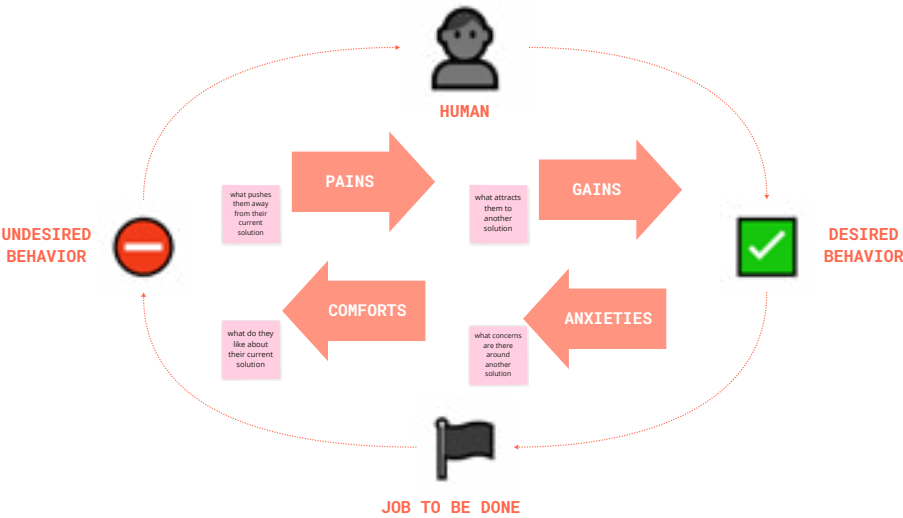 HUMAN
PAINS
GAINS
what pushes
them away
from their
current
solution
what attracts
them to
another
solution
UNDESIRED
BEHAVIOR
DESIRED
BEHAVIOR
COMFORTS
ANXIETIES
what do they
like about
their current
solution
what concerns
are there
around
another
solution
JOB TO BE DONE